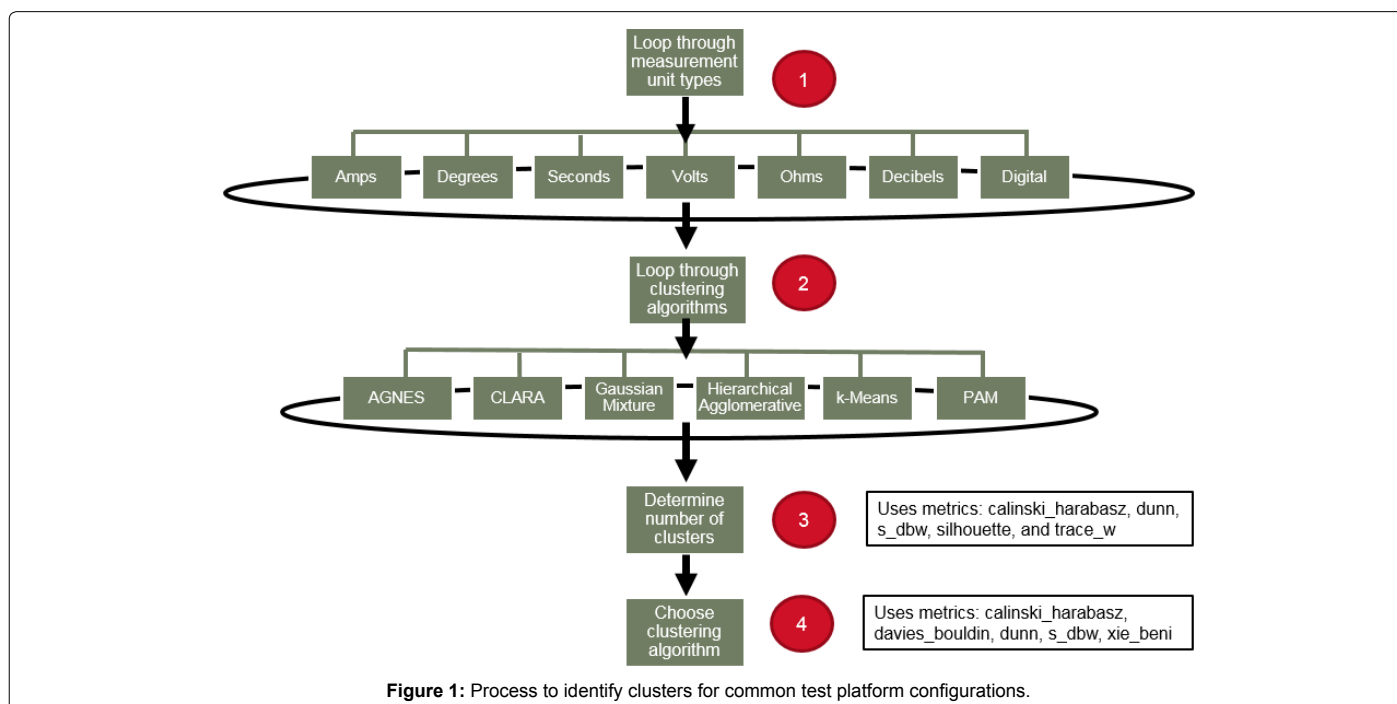 Loop through
measurement
unit types
1
Amps
Degrees
Seconds
Volts
Ohms
Decibels
Digital
Loop through
clustering
algorithms
2
AGNES
CLARA
Gaussian
Mixture
Hierarchical
Agglomerative
k-Means
PAM
Determine
number of
clusters
3
Uses metrics: calinski_harabasz, dunn,
s_dbw, silhouette, and trace_w
Choose
clustering
algorithm
4
Uses metrics: calinski_harabasz,
davies_bouldin, dunn, s_dbw, xie_beni
Figure 1: Process to identify clusters for common test platform configurations.